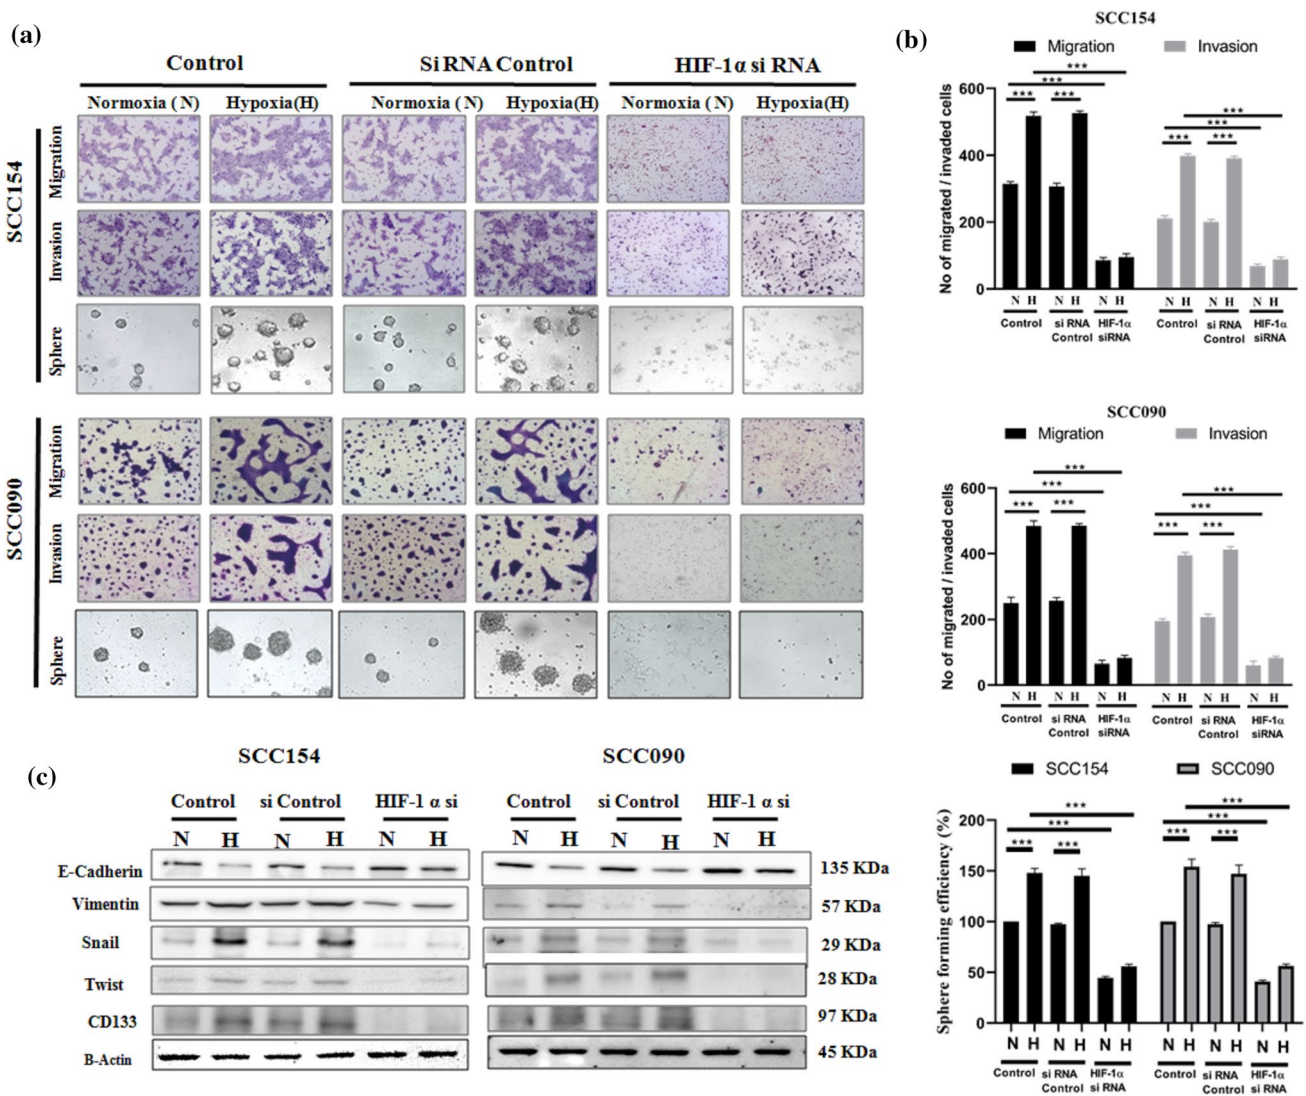 (a)
Control SiRNA Control HIF-1α si RNA
Normoxia ( N) Hypoxia(H) Normoxia ( N) Hypoxia(H) Normoxia (N) Hypoxia(H)
SCC154
Migration
Invasion
Sphere
SCC090
Migration
Invasion
Sphere
(b)
SCC154
Migration Invasion
No of migrated / invaded cells
600
400
200
0
*** *** *** ***
*** *** *** ***
N H N H N H N H N H N H
Control si RNA Control HIF-1α siRNA Control si RNA Control HIF-1α siRNA
SCC090
Migration Invasion
No of migrated / invaded cells
600
400
200
0
*** *** *** ***
*** *** *** ***
N H N H N H N H N H N H
Control si RNA Control HIF-1α siRNA Control si RNA Control HIF-1α siRNA
SCC154 SCC090
Sphere forming efficiency (%)
200
150
100
50
0
*** *** *** ***
*** *** *** ***
N H N H N H N H N H N H
Control si RNA Control HIF-1α si RNA Control si RNA Control HIF-1α si RNA
(c)
SCC154 SCC090
Control si Control HIF-1 α si Control si Control HIF-1 α si
N H N H N H N H N H N H
E-Cadherin 135 KDa
Vimentin 57 KDa
Snail 29 KDa
Twist 28 KDa
CD133 97 KDa
B-Actin 45 KDa